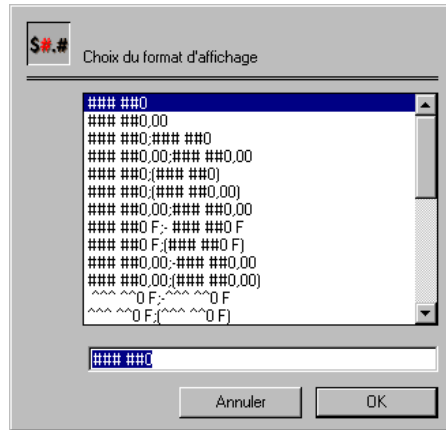 $#.#
Choix du format d'affichage
### ##0
### ##0,00
### ##0;### ##0
### ##0,00;### ##0,00
### ##0;(### ##0)
### ##0;(### ##0,00)
### ##0,00;### ##0,00
### ##0 F;- ### ##0 F
### ##0 F;(### ##0 F)
### ##0,00;-### ##0,00
### ##0,00;(### ##0,00)
^^^ ^^0 F;-^^^ ^^0 F
^^^ ^^0 F;(^^^ ^^0 F)
### ##0
Annuler OK